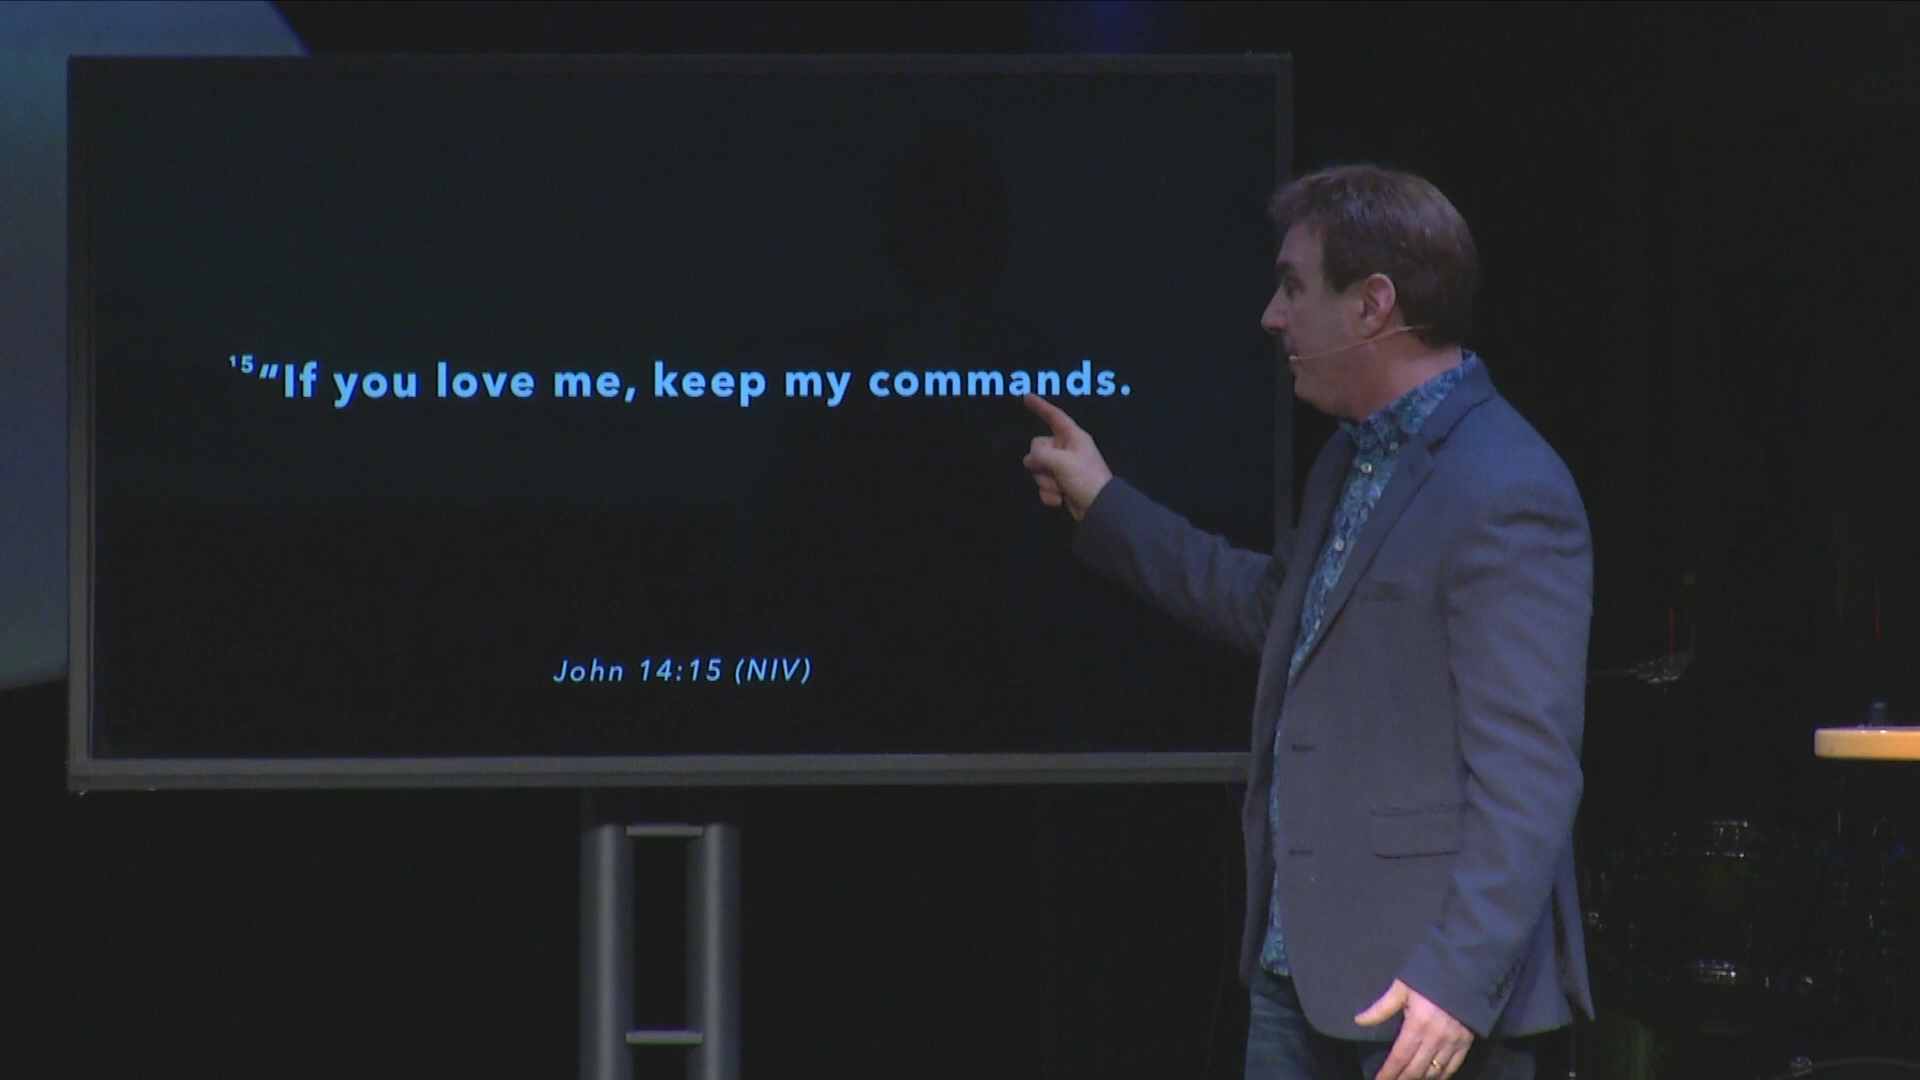 ¹⁵“If you love me, keep my commands.
John 14:15 (NIV)